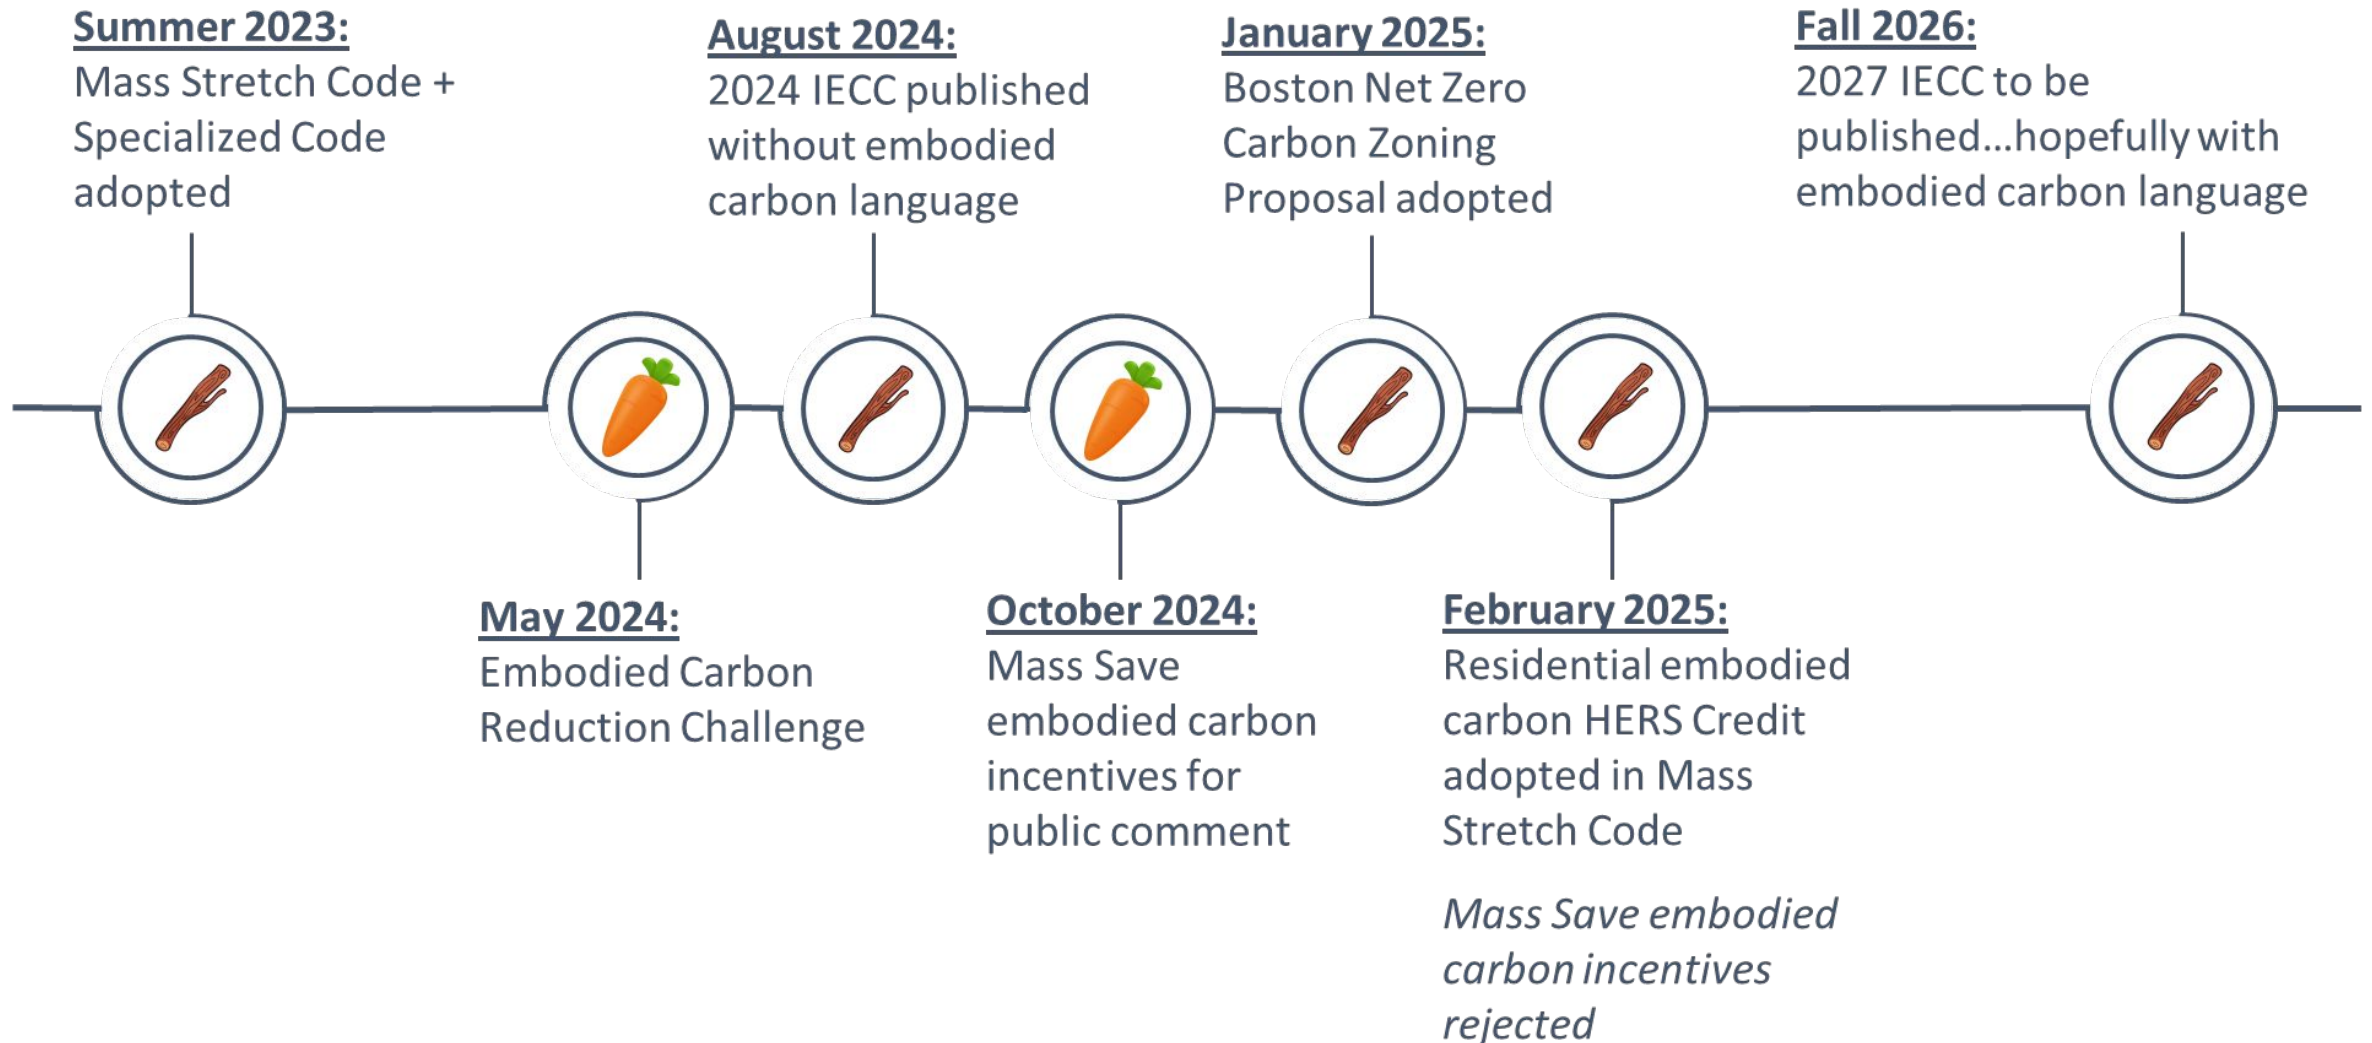 Summer 2023:
Mass Stretch Code +
Specialized Code
adopted
May 2024:
Embodied Carbon
Reduction Challenge
August 2024:
2024 IECC published
without embodied
carbon language
October 2024:
Mass Save
embodied carbon
incentives for
public comment
January 2025:
Boston Net Zero
Carbon Zoning
Proposal adopted
February 2025:
Residential embodied
carbon HERS Credit
adopted in Mass
Stretch Code
Mass Save embodied
carbon incentives
rejected
Fall 2026:
2027 IECC to be
published...hopefully with
embodied carbon language